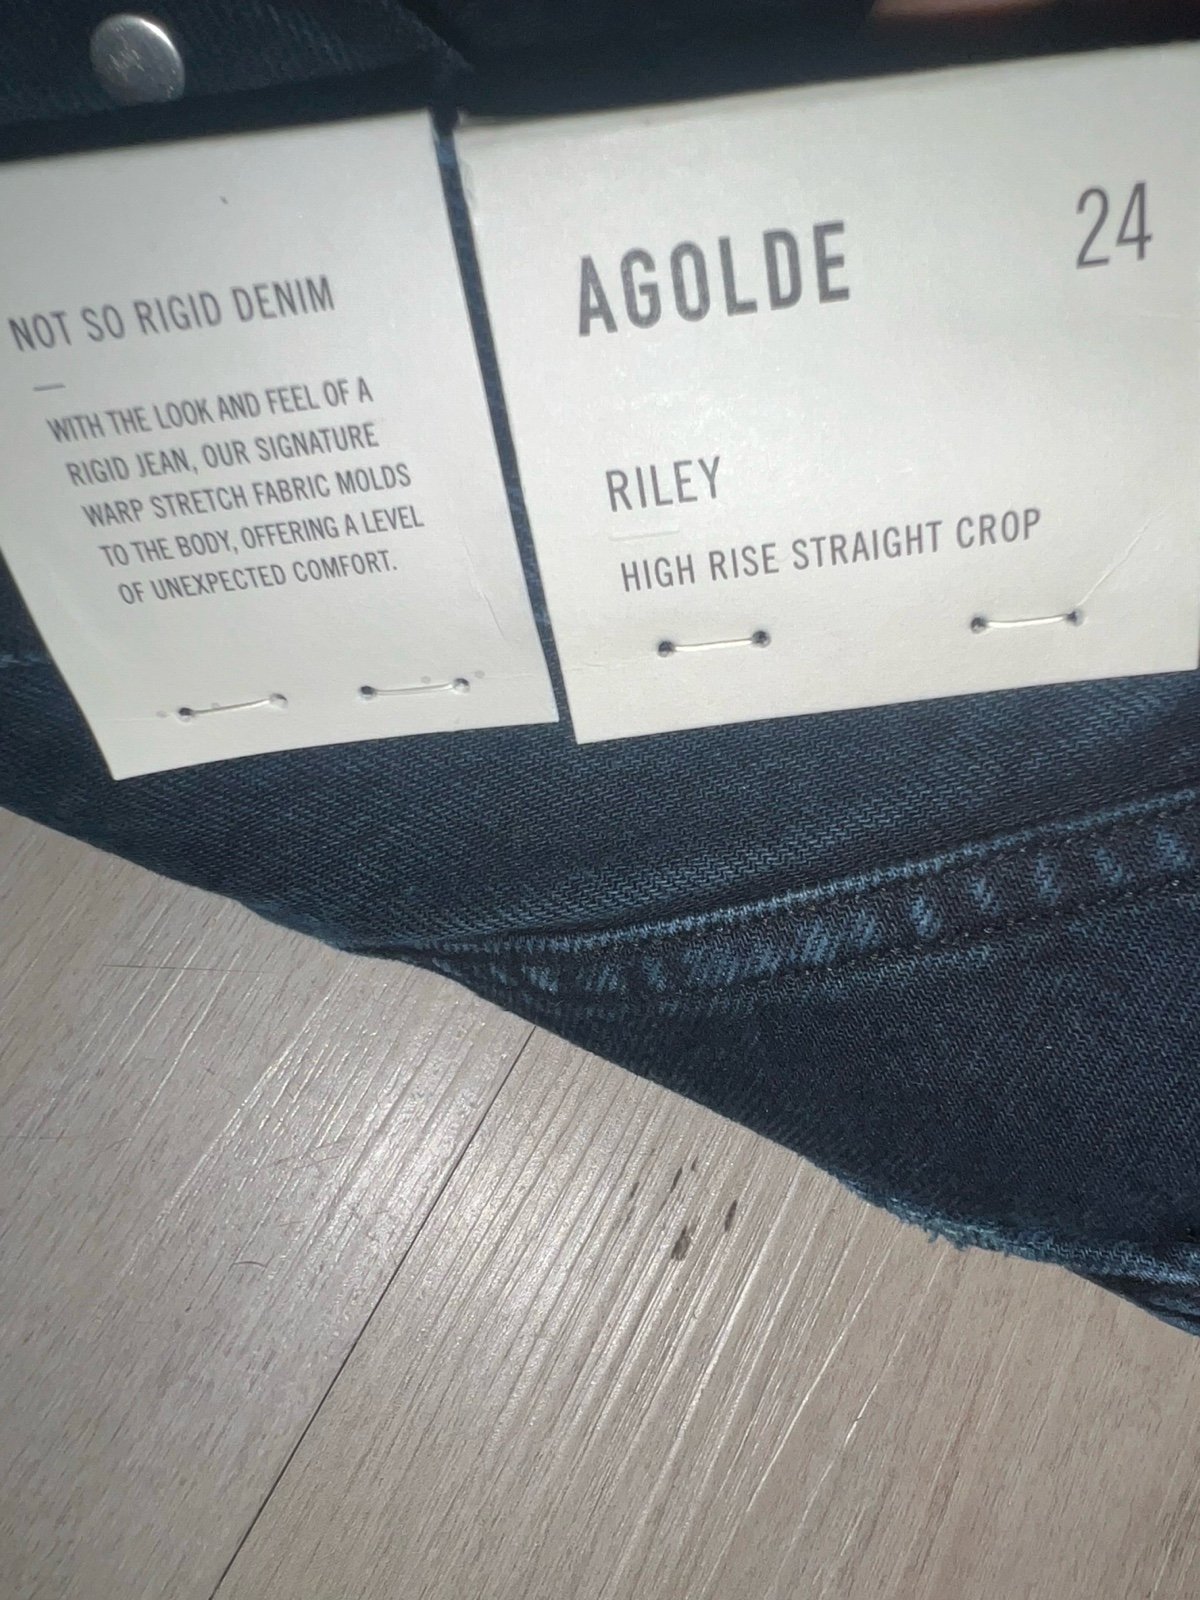 NOT SO RIGID DENIM
WITH THE LOOK AND FEEL OF A
RIGID JEAN, OUR SIGNATURE
WARP STRETCH FABRIC MOLDS
TO THE BODY, OFFERING A LEVEL
OF UNEXPECTED COMFORT.
AGOLDE
24
RILEY
HIGH RISE STRAIGHT CROP